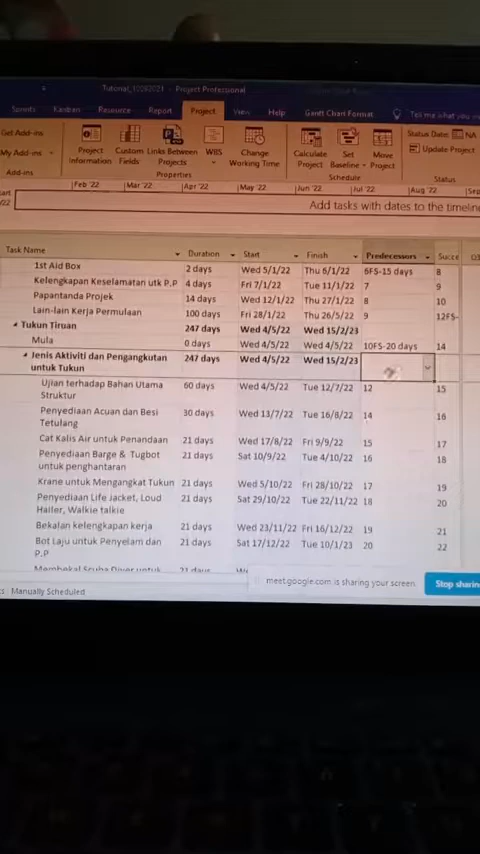 Tutorial_10092021 - Project Professional
Kanban Resource Report Project View Help Gantt Chart Format Tell me what you
Get Add-ins
My Add-ins
Add-ins
Project Information
Custom Fields
Links Between Projects
WBS
Change Working Time
Properties
Calculate Project
Set Baseline
Move Project
Schedule
Status Date: NA
Update Project
Status
Feb '22 Mar '22 Apr '22 May '22 Jun '22 Jul '22 Aug '22 Sep
Add tasks with dates to the timeline
Task Name Duration Start Finish Predecessors Succe
1st Aid Box 2 days Wed 5/1/22 Thu 6/1/22 6FS-15 days 8
Kelengkapan Keselamatan utk P.P 4 days Fri 7/1/22 Tue 11/1/22 7 9
Papantanda Projek 14 days Wed 12/1/22 Thu 27/1/22 8 10
Lain-lain Kerja Permulaan 100 days Fri 28/1/22 Thu 26/5/22 9 12FS-
Tukun Tiruan 247 days Wed 4/5/22 Wed 15/2/23
Mula 0 days Wed 4/5/22 Wed 4/5/22 10FS-20 days 14
Jenis Aktiviti dan Pengangkutan 247 days Wed 4/5/22 Wed 15/2/23
untuk Tukun
Ujian terhadap Bahan Utama 60 days Wed 4/5/22 Tue 12/7/22 12 15
Struktur
Penyediaan Acuan dan Besi 30 days Wed 13/7/22 Tue 16/8/22 14 16
Tetulang
Cat Kalis Air untuk Penandaan 21 days Wed 17/8/22 Fri 9/9/22 15 17
Penyediaan Barge & Tugbot 21 days Sat 10/9/22 Tue 4/10/22 16 18
untuk penghantaran
Krane untuk Mengangkat Tukun 21 days Wed 5/10/22 Fri 28/10/22 17 19
Penyediaan Life Jacket, Loud 21 days Sat 29/10/22 Tue 22/11/22 18 20
Hailer, Walkie talkie
Bekalan kelengkapan kerja 21 days Wed 23/11/22 Fri 16/12/22 19 21
Bot Laju untuk Penyelam dan 21 days Sat 17/12/22 Tue 10/1/23 20 22
P.P
meet.google.com is sharing your screen.
Stop sharin
Manually Scheduled